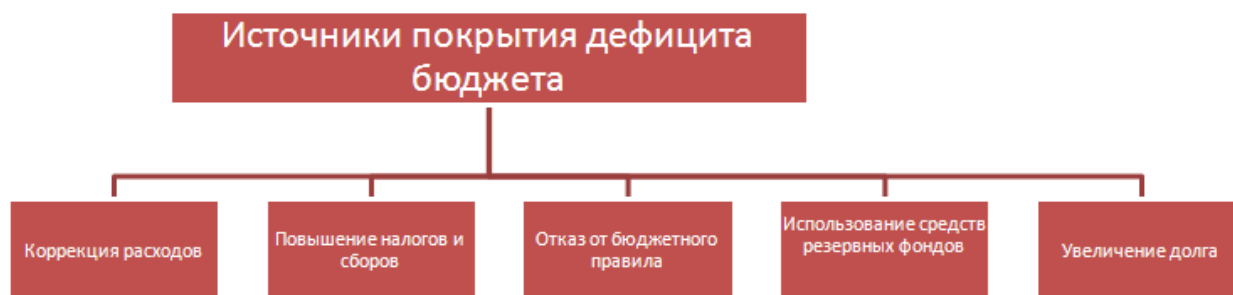 Источники покрытия дефицита
бюджета
Коррекция расходов
Повышение налогов и
сборов
Отказ от бюджетного
правила
Использование средств
резервных фондов
Увеличение долга